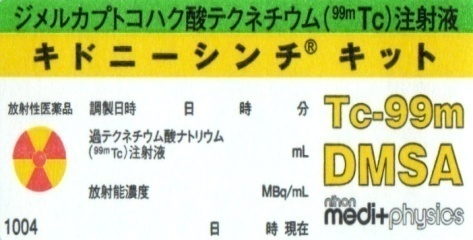 ジメルカプトコハク酸テクネチウム(⁹⁹ᵐTc)注射液
キドニーシンチ® キット
放射性医薬品 調製日時 日 時 分
過テクネチウム酸ナトリウム
(⁹⁹ᵐTc)注射液 mL
放射能濃度 MBq/mL
1004 日 時 現在
Tc-99m
DMSA
nihon
medi+physics